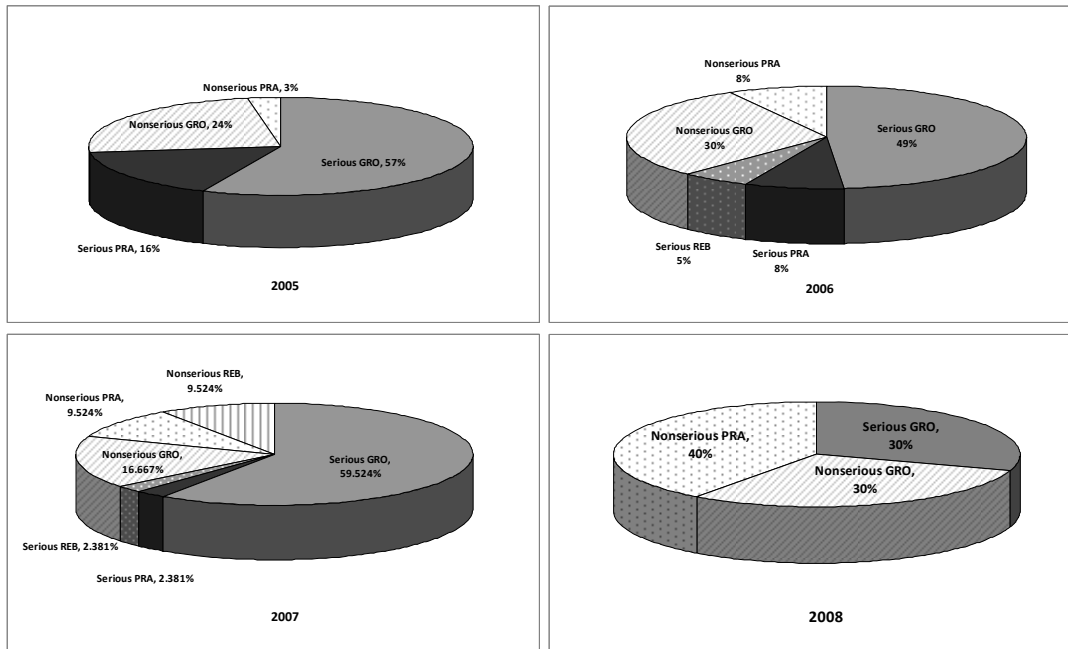 Nonserious PRA, 3%
Nonserious GRO, 24%
Serious GRO, 57%
Serious PRA, 16%
2005
Nonserious PRA
8%
Nonserious GRO
30%
Serious GRO
49%
Serious REB
5%
Serious PRA
8%
2006
Nonserious REB,
9.524%
Nonserious PRA,
9.524%
Nonserious GRO,
16.667%
Serious GRO,
59.524%
Serious REB, 2.381%
Serious PRA, 2.381%
2007
Serious GRO,
30%
Nonserious PRA,
40%
Nonserious GRO,
30%
2008